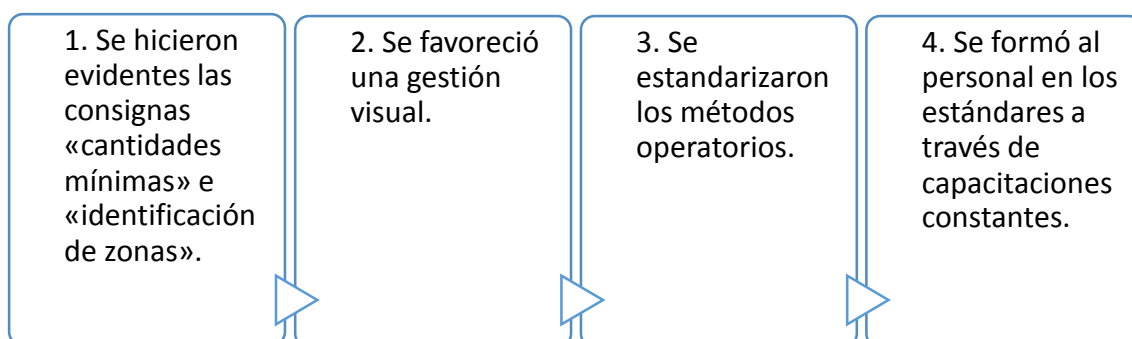 1. Se hicieron
evidentes las
consignas
«cantidades
mínimas» e
«identificación
de zonas».
2. Se favoreció
una gestión
visual.
3. Se
estandarizaron
los métodos
operatorios.
4. Se formó al
personal en los
estándares a
través de
capacitaciones
constantes.